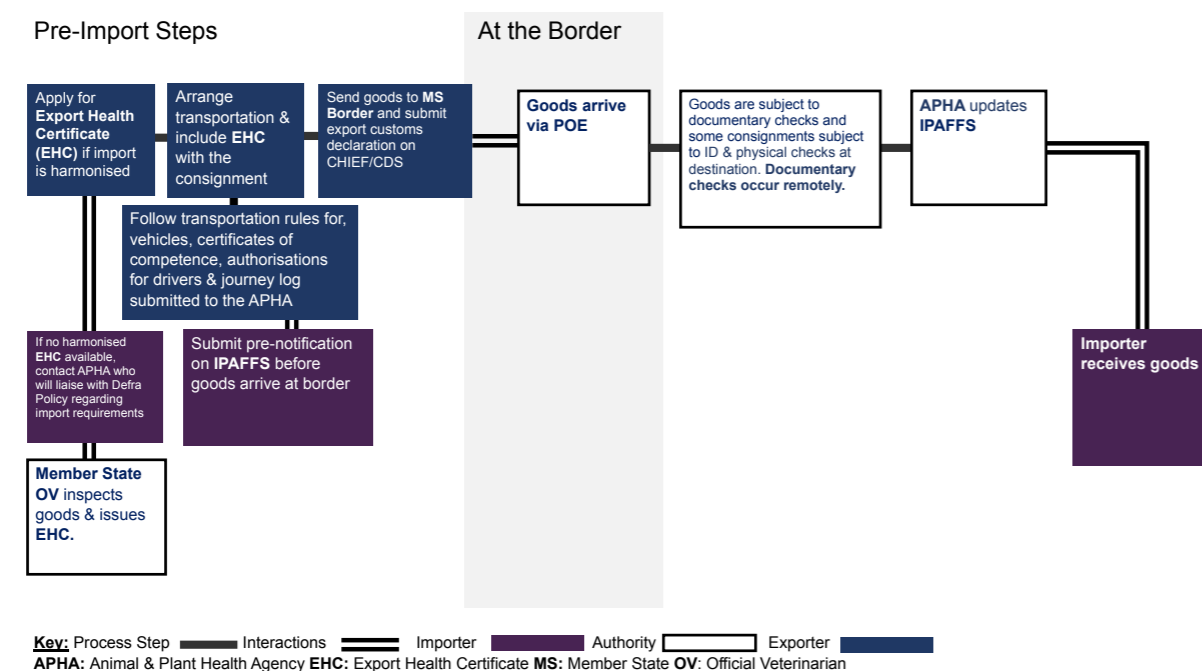 Pre-Import Steps
At the Border
Apply for
Export Health
Certificate
(EHC) if import
is harmonised
Arrange
transportation &
include EHC
with the
consignment
Send goods to MS
Border and submit
export customs
declaration on
CHIEF/CDS
Goods arrive
via POE
Goods are subject to
documentary checks and
some consignments subject
to ID & physical checks at
destination. Documentary
checks occur remotely.
APHA updates
IPAFFS
Follow transportation rules for,
vehicles, certificates of
competence, authorisations
for drivers & journey log
submitted to the APHA
If no harmonised
EHC available,
contact APHA who
will liaise with Defra
Policy regarding
import requirements
Submit pre-notification
on IPAFFS before
goods arrive at border
Importer
receives goods
Member State
OV inspects
goods & issues
EHC.
Key: Process Step Interactions Importer Authority Exporter
APHA: Animal & Plant Health Agency EHC: Export Health Certificate MS: Member State OV: Official Veterinarian